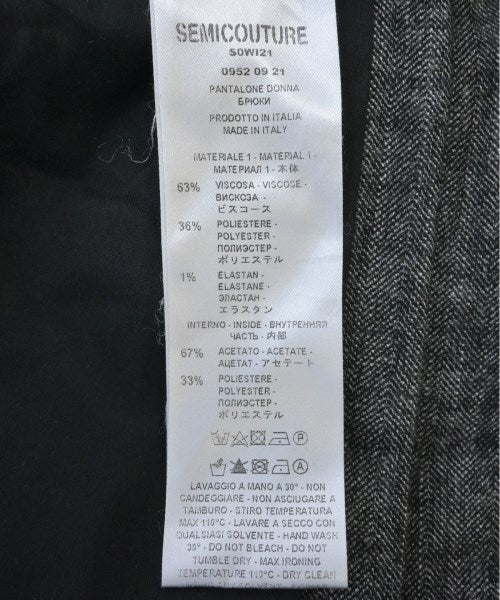 SEMICOUTURE
S0WI21
0952 09 21
PANTALONE DONNA
БРЮКИ
PRODOTTO IN ITALIA
MADE IN ITALY
MATERIALE 1 - MATERIAL 1 -
МАТЕРИАЛ 1 - 本体
63% VISCOSA - VISCOSE -
ВИСКОЗА -
ビスコース
36% POLIESTERE -
POLYESTER -
ПОЛИЭСТЕР -
ポリエステル
1% ELASTAN -
ELASTANE -
ЭЛАСТАН -
エラスタン
INTERNO - INSIDE - ВНУТРЕННЯЯ
ЧАСТЬ - 内部
67% ACETATO - ACETATE -
АЦЕТАТ - アセテート
33% POLIESTERE -
POLYESTER -
ПОЛИЭСТЕР -
ポリエステル
P
A
LAVAGGIO A MANO A 30° - NON
CANDEGGIARE - NON ASCIUGARE A
TAMBURO - STIRO TEMPERATURA
MAX 110°C - LAVARE A SECCO CON
QUALSIASI SOLVENTE - HAND WASH
30° - DO NOT BLEACH - DO NOT
TUMBLE DRY - MAX IRONING
TEMPERATURE 110°C - DRY CLEAN